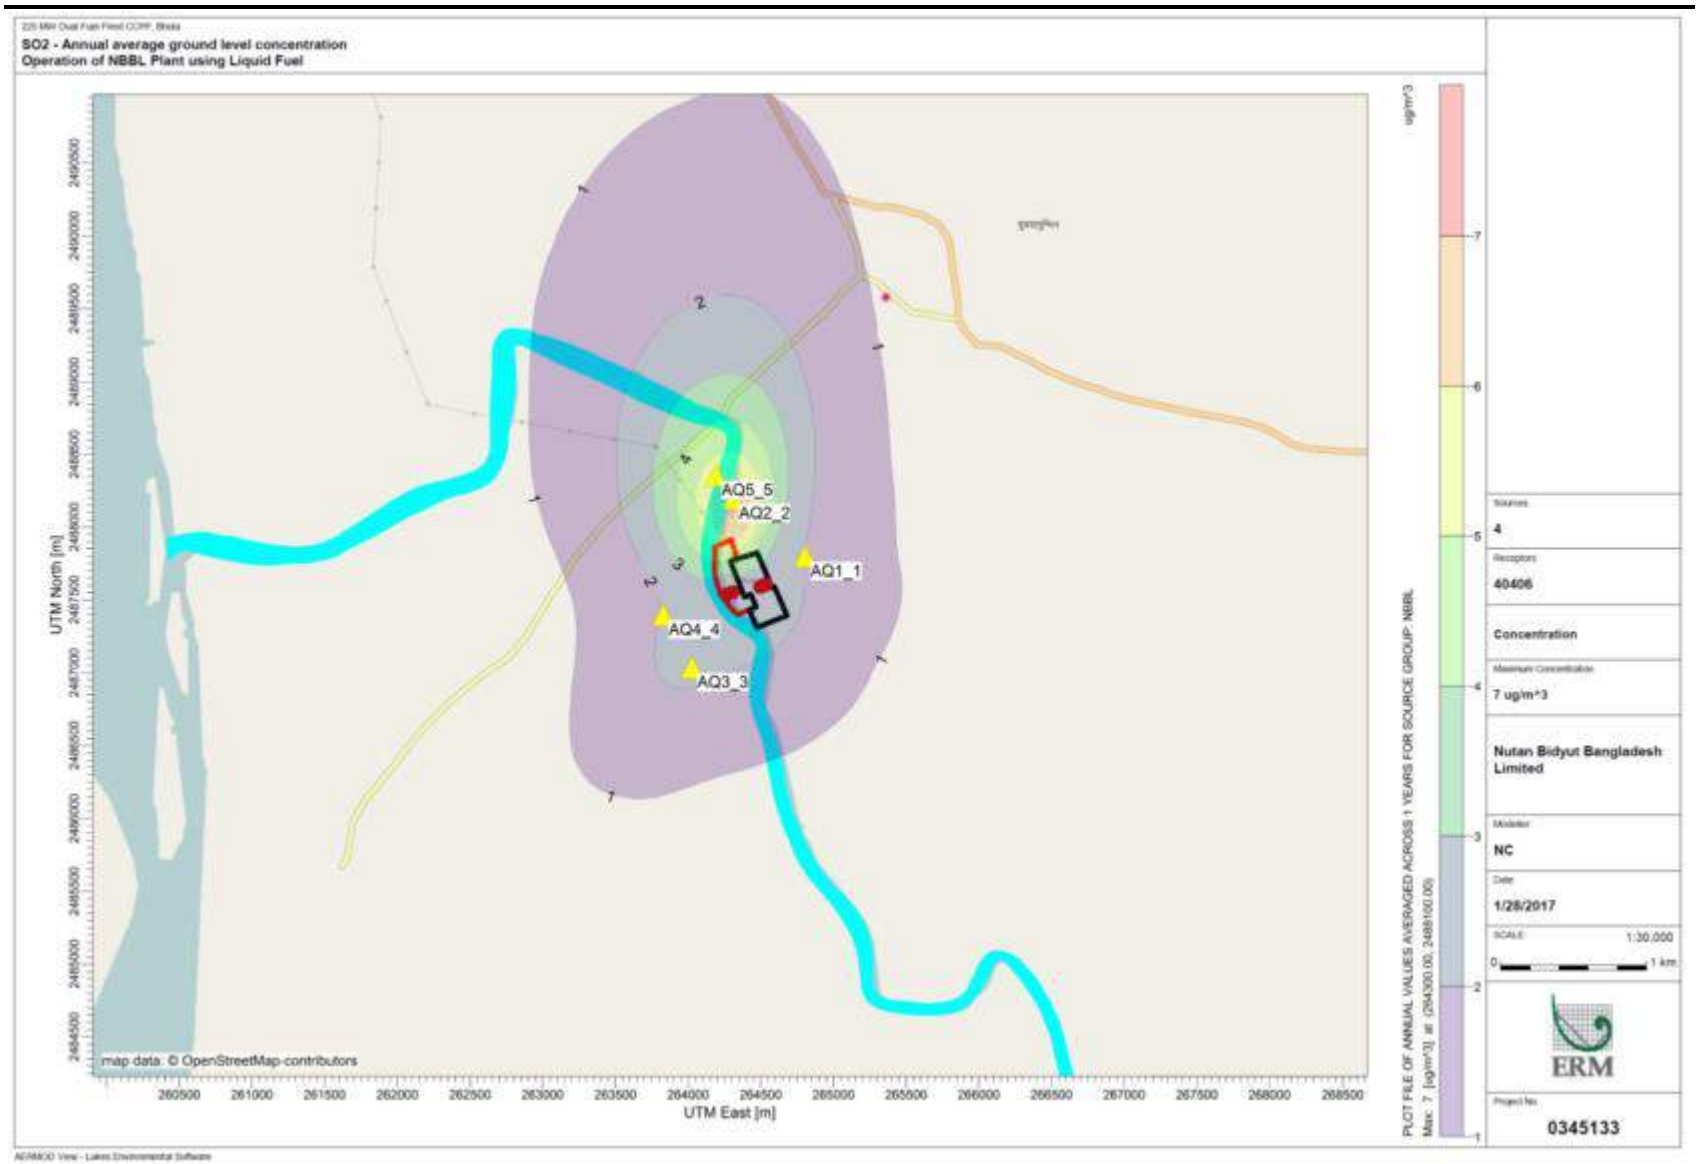 225 MW Dual Fuel Fired CCPP, Bhola
SO2 - Annual average ground level concentration
Operation of NBBL Plant using Liquid Fuel
ug/m^3
7
6
5
4
3
2
1
PLOT FILE OF ANNUAL VALUES AVERAGED ACROSS 1 YEARS FOR SOURCE GROUP: NBBL
Max: 7 [ug/m^3] at (264300.00, 2488100.00)
UTM North [m]
2490500
2490000
2489500
2489000
2488500
2488000
2487500
2487000
2486500
2486000
2485500
2485000
2484500
1
2
1
4
1
AQ5_5
AQ2_2
AQ1_1
3
2
AQ4_4
AQ3_3
1
1
map data: © OpenStreetMap contributors
260500
261000
261500
262000
262500
263000
263500
264000
264500
265000
265500
266000
266500
267000
267500
268000
268500
UTM East [m]
Sources
4
Receptors
40406
Concentration
Maximum Concentration
7 ug/m^3
Nutan Bidyut Bangladesh
Limited
Modeler
NC
Date
1/28/2017
SCALE 1:30,000
0 1 km
ERM
Project No
0345133
AERMOD View - Lakes Environmental Software